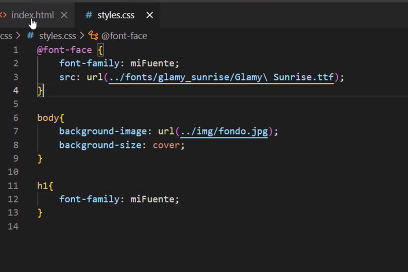 index.html styles.css
css > styles.css > @font-face
1 @font-face {
2 font-family: miFuente;
3 src: url(../fonts/glamy_sunrise/Glamy\ Sunrise.ttf);
4 }
5
6 body{
7 background-image: url(../img/fondo.jpg);
8 background-size: cover;
9 }
10
11 h1{
12 font-family: miFuente;
13 }
14